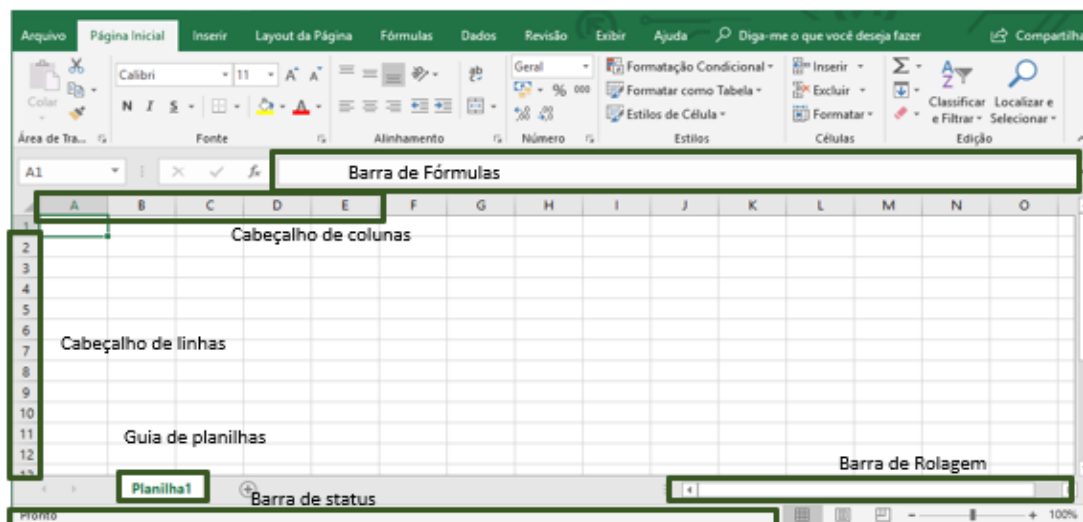 Arquivo Página Inicial Inserir Layout da Página Fórmulas Dados Revisão Exibir Ajuda Diga-me o que você deseja fazer Compartilha
Calibri 11 Geral Formatação Condicional Inserir
Colar N I S % 000 Formatar como Tabela Excluir Classificar Localizar e
Estilos de Célula Formatar e Filtrar Selecionar
Área de Tra... Fonte Alinhamento Número Estilos Células Edição
A1 fx Barra de Fórmulas
A B C D E F G H I J K L M N O
1
Cabeçalho de colunas
2
3
4
5
6
Cabeçalho de linhas
7
8
9
10
11 Guia de planilhas
12
Barra de Rolagem
13
Planilha1
Barra de status
Pronto 100%